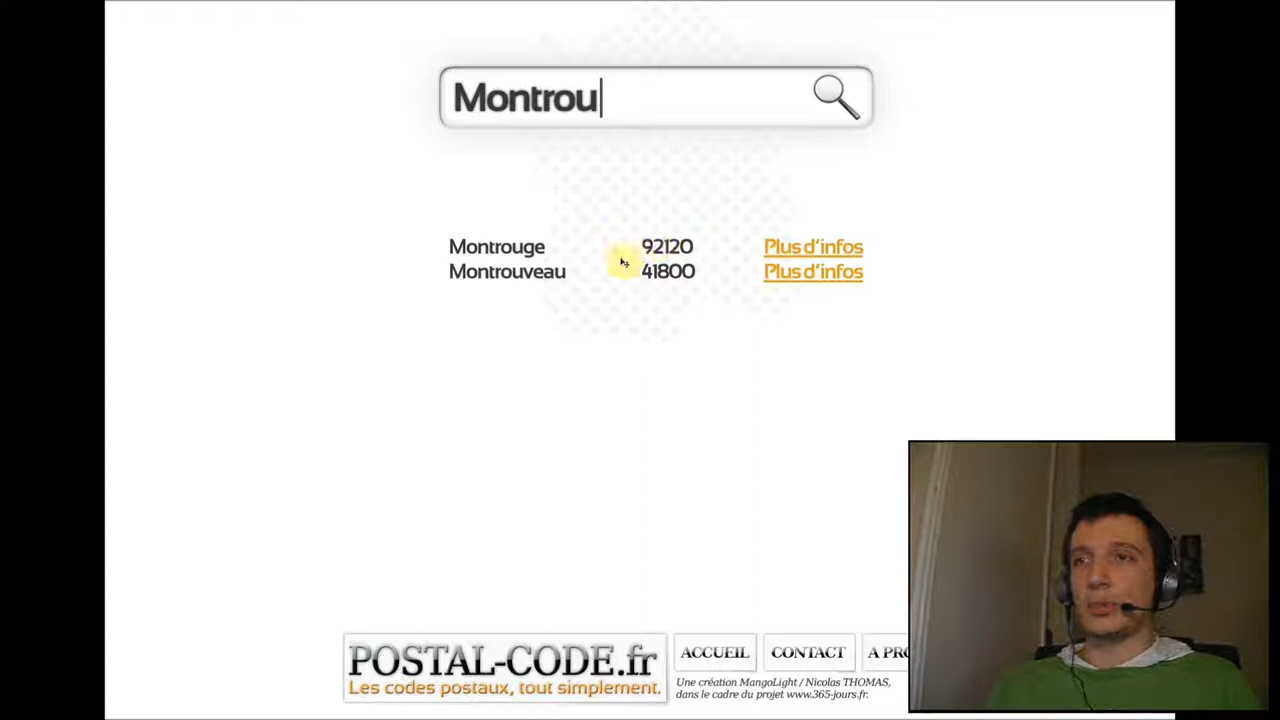 Montrou
Montrouge 92120 Plus d'infos
Montrouveau 41800 Plus d'infos
POSTAL-CODE.fr
Les codes postaux, tout simplement.
ACCUEIL CONTACT A PRO
Une création MangoLight / Nicolas THOMAS,
dans le cadre du projet www.365-jours.fr.